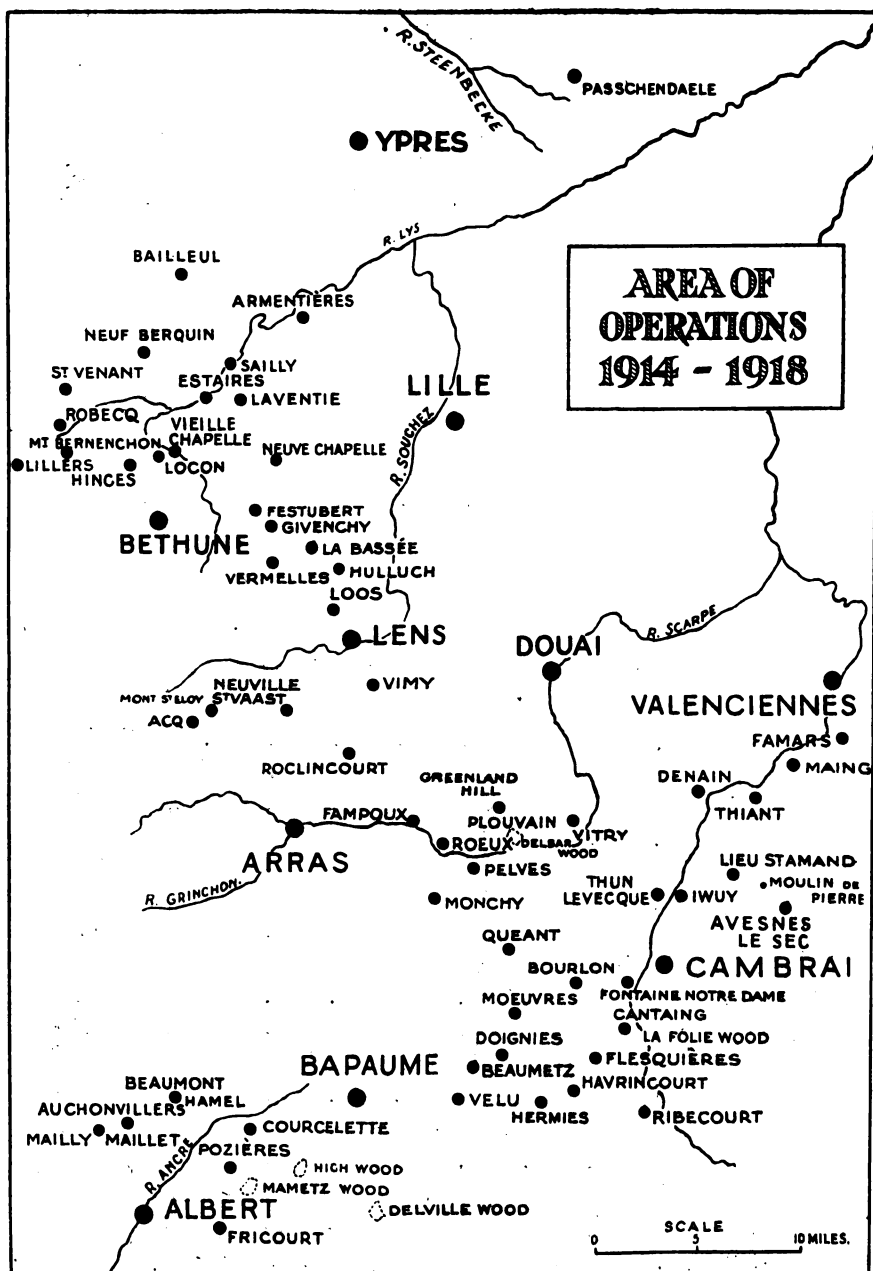 R. STEENBECKE
PASSCHENDAELE
YPRES
R. LYS
BAILLEUL
AREA OF
OPERATIONS
1914 - 1918
ARMENTIÈRES
NEUF BERQUIN
SAILLY
ST VENANT
ESTAIRES
LAVENTIE
LILLE
ROBECQ
VIEILLE
CHAPELLE
MT BERNENCHON
NEUVE CHAPELLE
R. SOUCHEZ
LILLERS
HINGES
LOCON
FESTUBERT
GIVENCHY
BETHUNE
LA BASSÉE
VERMELLES
HULLUCH
LOOS
LENS
R. SCARPE
DOUAI
VALENCIENNES
MONT ST ELOY
NEUVILLE
ST VAAST
VIMY
ACQ
FAMARS
ROCLINCOURT
MAING
GREENLAND
HILL
DENAIN
THIANT
FAMPOUX
PLOUVAIN
VITRY
ARRAS
ROEUX
DELBAR
WOOD
PELVES
LIEU ST AMAND
R. GRINCHON.
THUN
LEVECQUE
IWUY
MOULIN DE
PIERRE
MONCHY
AVESNES
LE SEC
QUEANT
CAMBRAI
BOURLON
FONTAINE NOTRE DAME
MOEUVRES
CANTAING
LA FOLIE WOOD
DOIGNIES
BAPAUME
BEAUMETZ
FLESQUIÈRES
BEAUMONT
HAMEL
HAVRINCOURT
AUCHONVILLERS
VELU
HERMIES
RIBECOURT
MAILLY
MAILLET
COURCELETTE
POZIÈRES
R. ANCRE
HIGH WOOD
MAMETZ WOOD
ALBERT
DELVILLE WOOD
FRICOURT
SCALE
0 5 10 MILES.